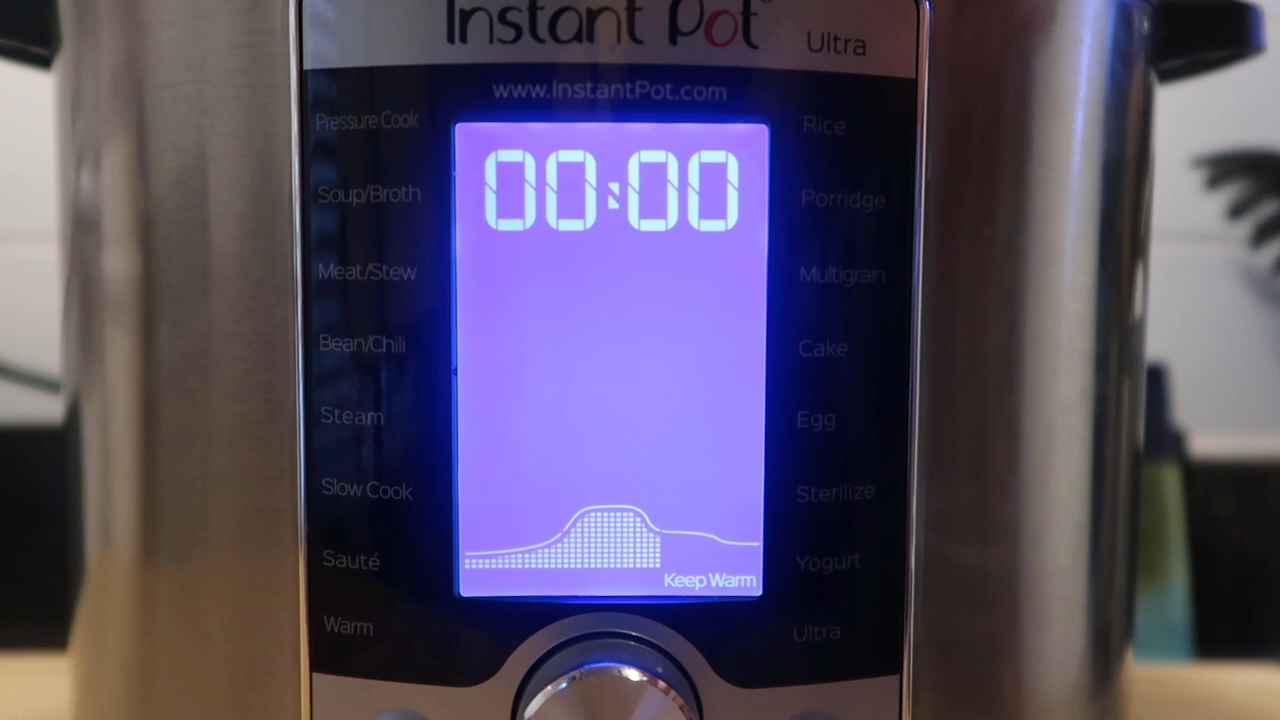 Instant Pot Ultra
www.InstantPot.com
00:00
Pressure Cook
Soup/Broth
Meat/Stew
Bean/Chili
Steam
Slow Cook
Sauté
Warm
Rice
Porridge
Multigrain
Cake
Egg
Sterilize
Yogurt
Ultra
Keep Warm